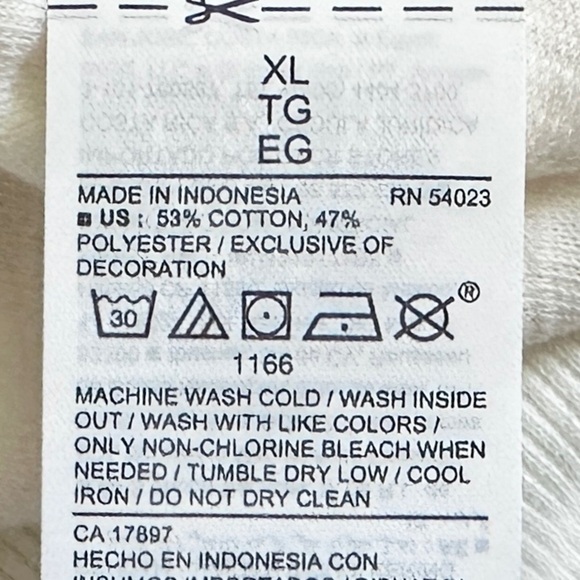 XL
TG
EG
MADE IN INDONESIA RN 54023
US : 53% COTTON, 47%
POLYESTER / EXCLUSIVE OF
DECORATION
30
®
1166
MACHINE WASH COLD / WASH INSIDE
OUT / WASH WITH LIKE COLORS /
ONLY NON-CHLORINE BLEACH WHEN
NEEDED / TUMBLE DRY LOW / COOL
IRON / DO NOT DRY CLEAN
CA 17897
HECHO EN INDONESIA CON